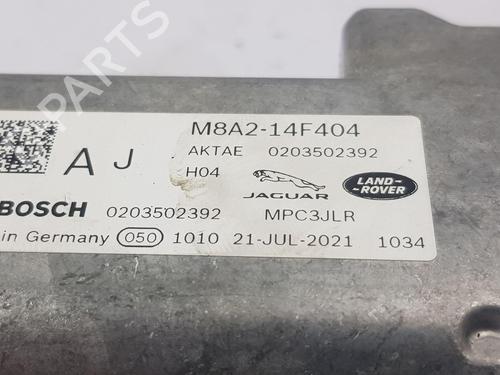 M8A2-14F404
AKTAE 0203502392
A J
H04
JAGUAR
LAND-
ROVER
BOSCH 0203502392 MPC3JLR
in Germany 050 1010 21-JUL-2021 1034
B-PARTS